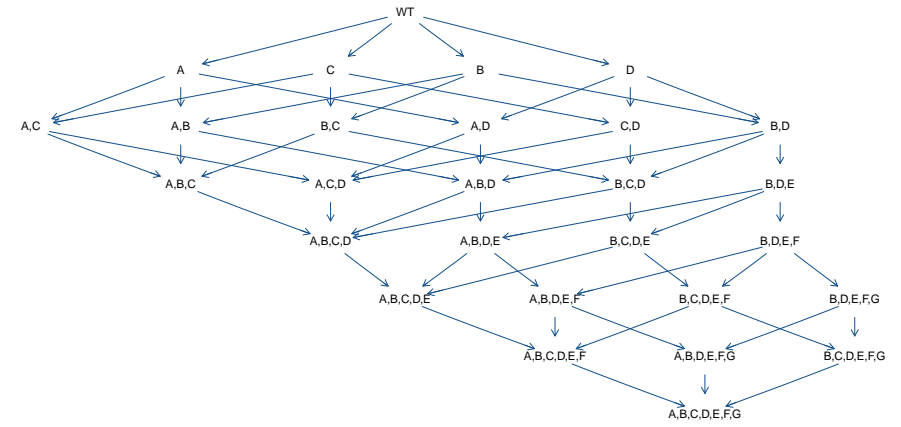 WT
A C B D
A,C A,B B,C A,D C,D B,D
A,B,C A,C,D A,B,D B,C,D B,D,E
A,B,C,D A,B,D,E B,C,D,E B,D,E,F
A,B,C,D,E A,B,D,E,F B,C,D,E,F B,D,E,F,G
A,B,C,D,E,F A,B,D,E,F,G B,C,D,E,F,G
A,B,C,D,E,F,G